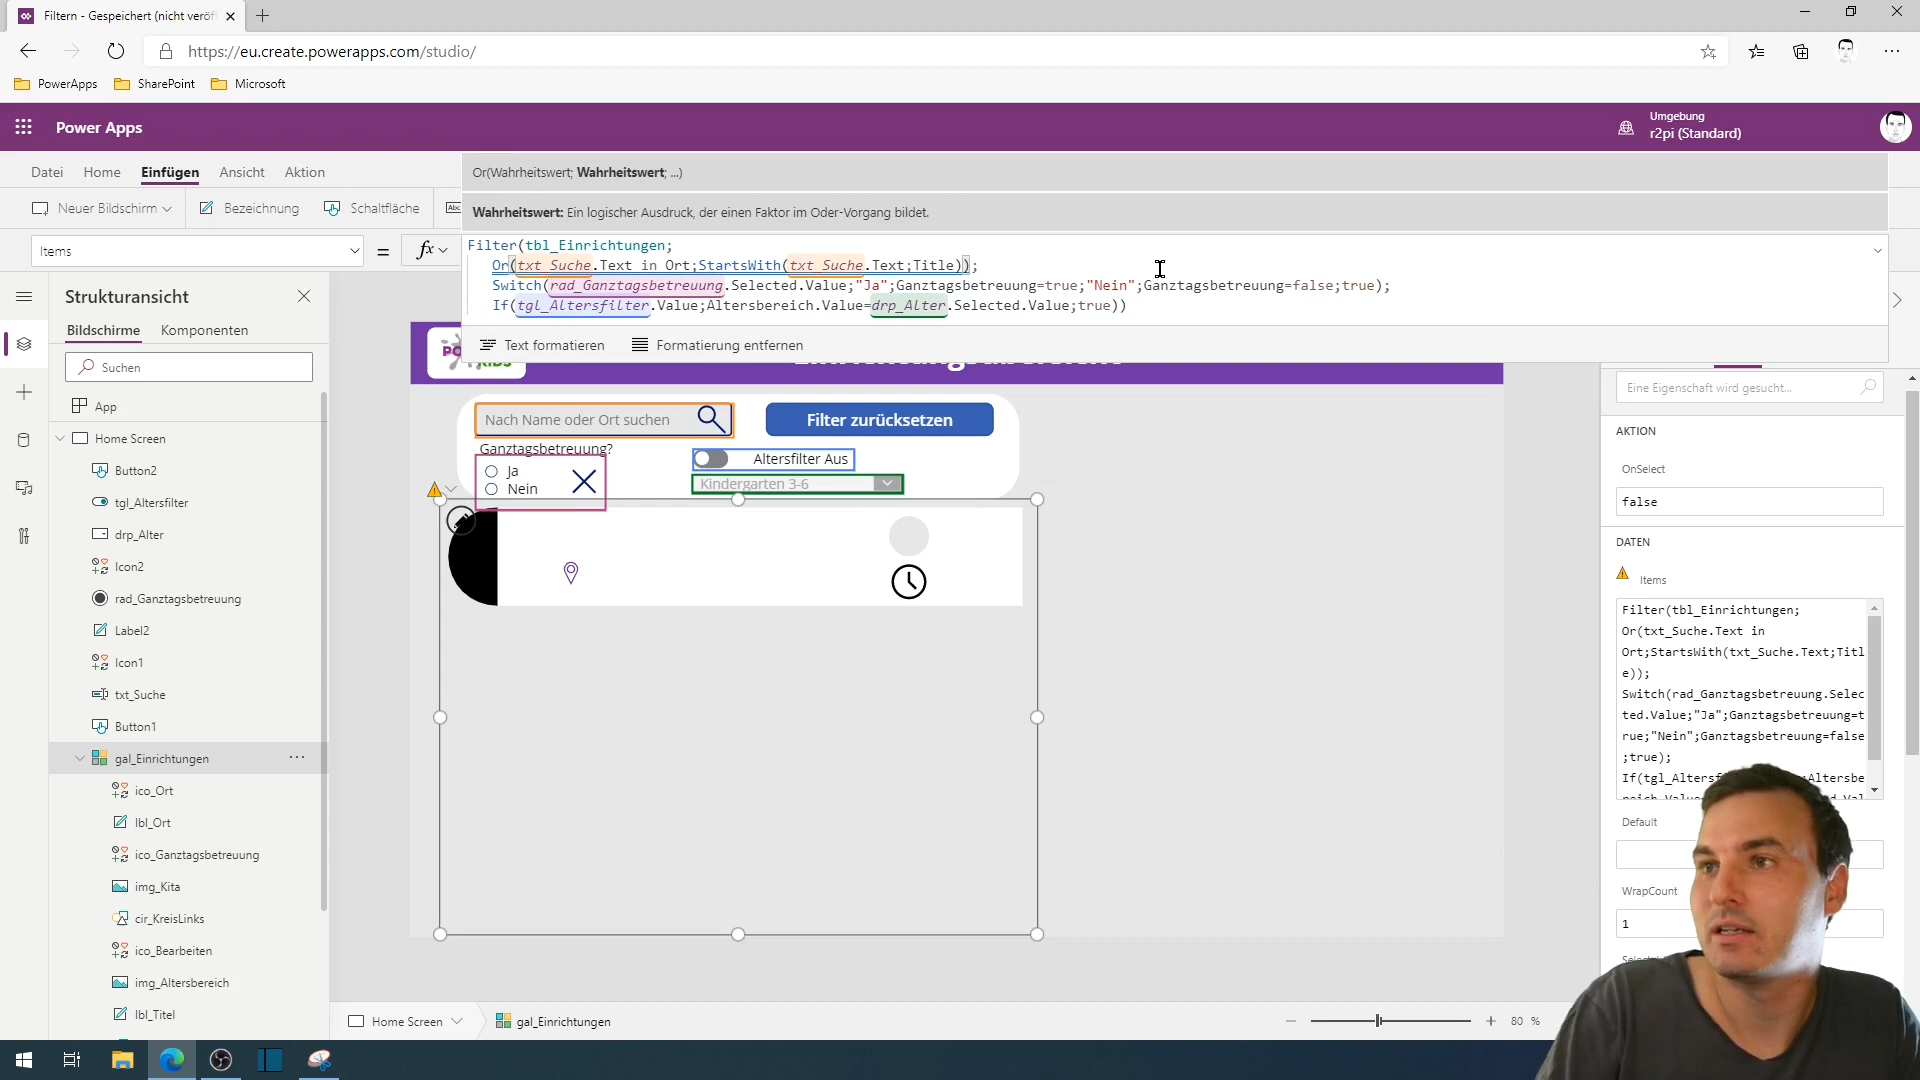 Filtern - Gespeichert (nicht veröf
https://eu.create.powerapps.com/studio/
PowerApps
SharePoint
Microsoft
Power Apps
Umgebung
r2pi (Standard)
Datei
Home
Einfügen
Ansicht
Aktion
Neuer Bildschirm
Bezeichnung
Schaltfläche
Abc
Or(Wahrheitswert; Wahrheitswert; ...)
Wahrheitswert: Ein logischer Ausdruck, der einen Faktor im Oder-Vorgang bildet.
Items
=
fx
Filter(tbl_Einrichtungen;
Or(txt_Suche.Text in Ort;StartsWith(txt_Suche.Text;Title));
Switch(rad_Ganztagsbetreuung.Selected.Value;"Ja";Ganztagsbetreuung=true;"Nein";Ganztagsbetreuung=false;true);
If(tgl_Altersfilter.Value;Altersbereich.Value=drp_Alter.Selected.Value;true))
Text formatieren
Formatierung entfernen
Strukturansicht
Bildschirme
Komponenten
Suchen
App
Home Screen
Button2
tgl_Altersfilter
drp_Alter
Icon2
rad_Ganztagsbetreuung
Label2
Icon1
txt_Suche
Button1
gal_Einrichtungen
ico_Ort
lbl_Ort
ico_Ganztagsbetreuung
img_Kita
cir_KreisLinks
ico_Bearbeiten
img_Altersbereich
lbl_Titel
Nach Name oder Ort suchen
Filter zurücksetzen
Ganztagsbetreuung?
Ja
Nein
Altersfilter Aus
Kindergarten 3-6
Eine Eigenschaft wird gesucht...
AKTION
OnSelect
false
DATEN
Items
Filter(tbl_Einrichtungen;
Or(txt_Suche.Text in
Ort;StartsWith(txt_Suche.Text;Titl
e));
Switch(rad_Ganztagsbetreuung.Selec
ted.Value;"Ja";Ganztagsbetreuung=t
rue;"Nein";Ganztagsbetreuung=false
;true);
If(tgl_Altersf
Altersbe
Default
WrapCount
1
Home Screen
gal_Einrichtungen
80 %